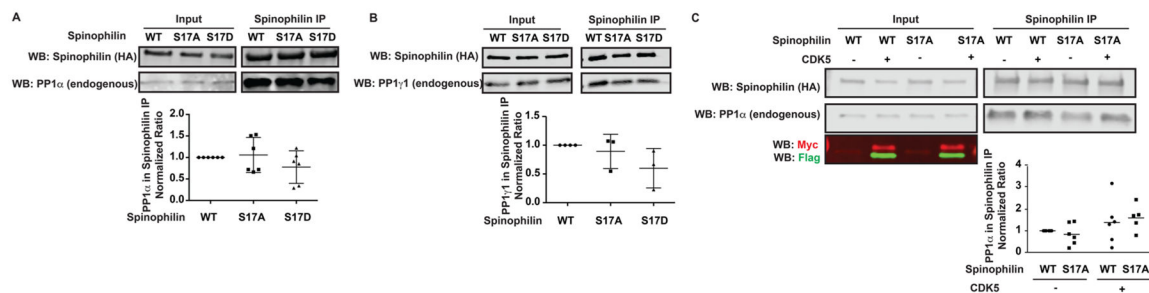 A
Input
Spinophilin IP
Spinophilin
WT S17A S17D
WT S17A S17D
WB: Spinophilin (HA)
WB: PP1α (endogenous)
PP1α in Spinophilin IP
Normalized Ratio
2.0
1.5
1.0
0.5
0.0
Spinophilin WT S17A S17D
B
Input
Spinophilin IP
Spinophilin
WT S17A S17D
WT S17A S17D
WB: Spinophilin (HA)
WB: PP1γ1 (endogenous)
PP1γ1 in Spinophilin IP
Normalized Ratio
1.5
1.0
0.5
0.0
Spinophilin WT S17A S17D
C
Input
Spinophilin IP
Spinophilin WT WT S17A S17A
WT WT S17A S17A
CDK5 - + - +
- + - +
WB: Spinophilin (HA)
WB: PP1α (endogenous)
WB: Myc
WB: Flag
PP1α in Spinophilin IP
Normalized Ratio
4
3
2
1
0
Spinophilin WT S17A WT S17A
CDK5 - +